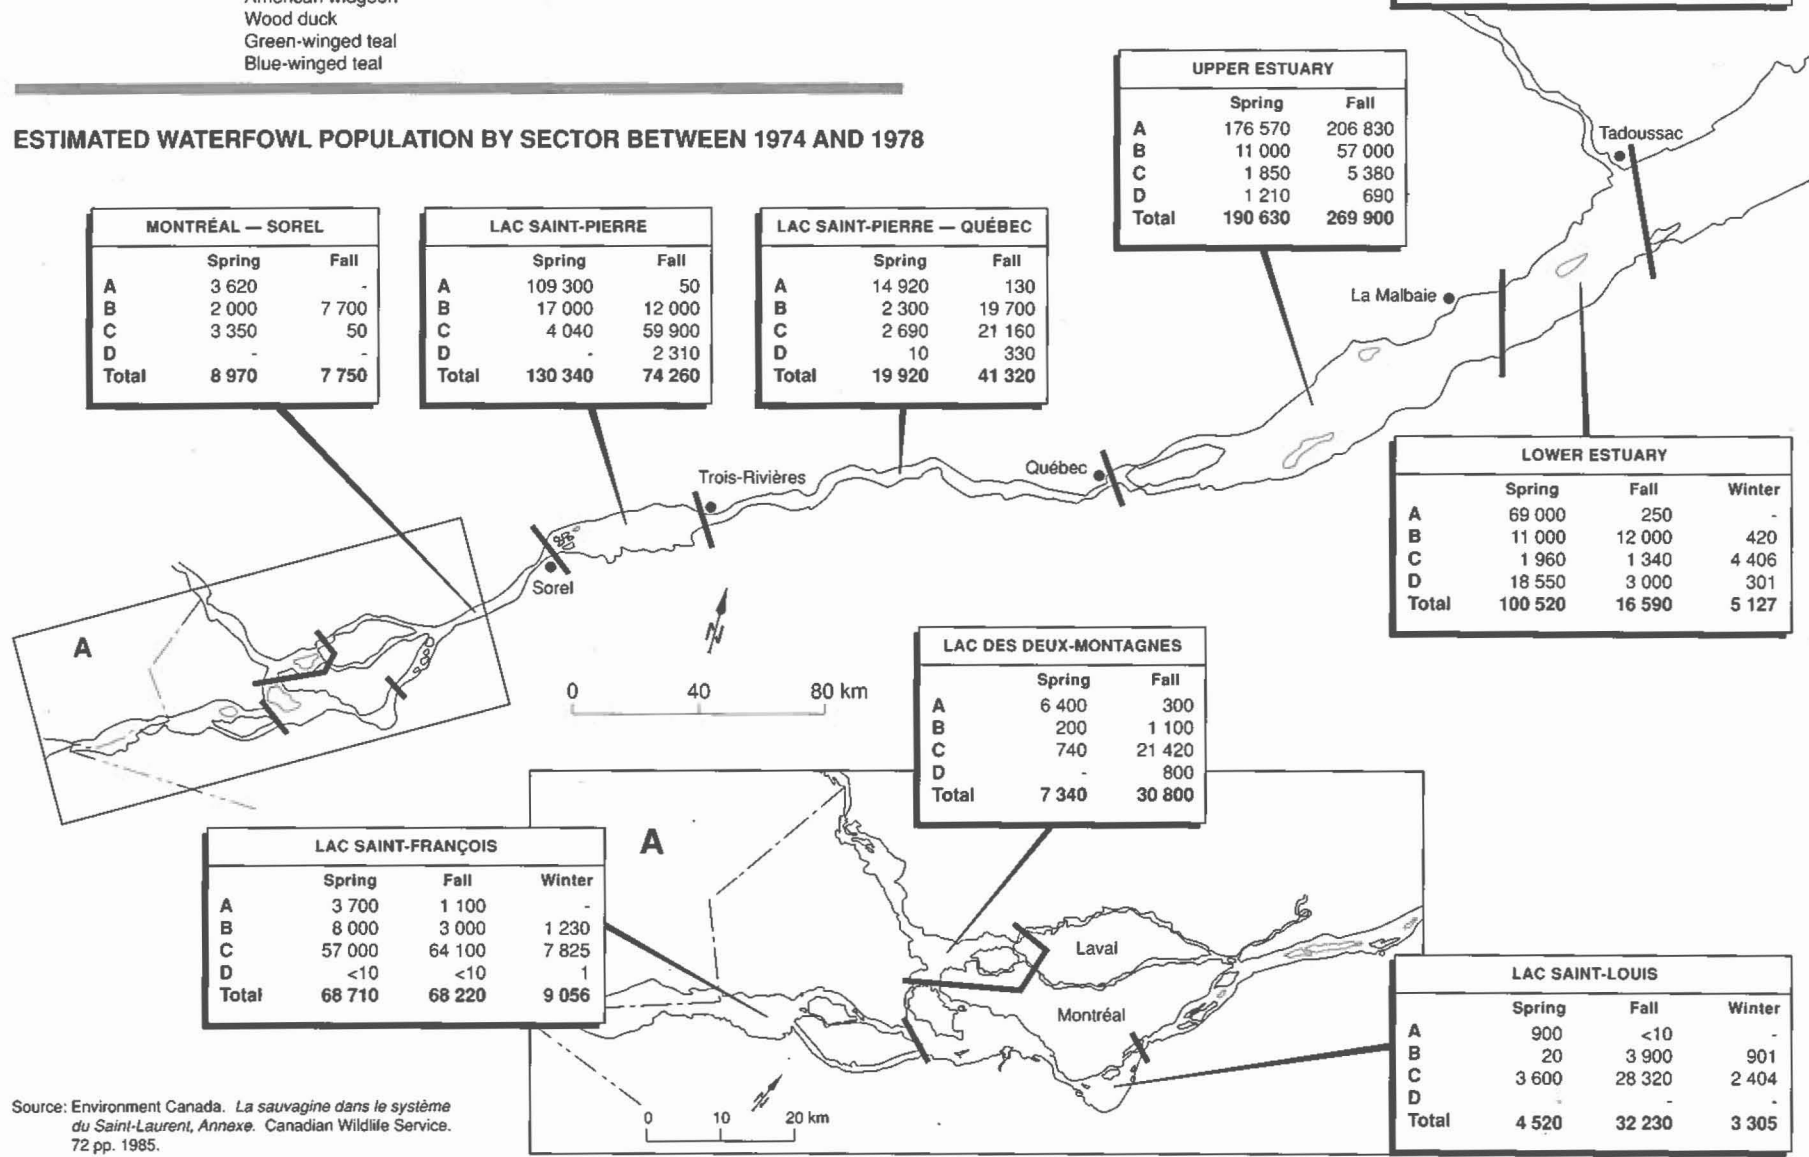 Wood duck
Green-winged teal
Blue-winged teal
ESTIMATED WATERFOWL POPULATION BY SECTOR BETWEEN 1974 AND 1978
UPPER ESTUARY
Spring Fall
A 176 570 206 830
B 11 000 57 000
C 1 850 5 380
D 1 210 690
Total 190 630 269 900
Tadoussac
MONTRÉAL — SOREL
Spring Fall
A 3 620 -
B 2 000 7 700
C 3 350 50
D - -
Total 8 970 7 750
LAC SAINT-PIERRE
Spring Fall
A 109 300 50
B 17 000 12 000
C 4 040 59 900
D - 2 310
Total 130 340 74 260
LAC SAINT-PIERRE — QUÉBEC
Spring Fall
A 14 920 130
B 2 300 19 700
C 2 690 21 160
D 10 330
Total 19 920 41 320
La Malbaie
Québec
Trois-Rivières
Sorel
LOWER ESTUARY
Spring Fall Winter
A 69 000 250 -
B 11 000 12 000 420
C 1 960 1 340 4 406
D 18 550 3 000 301
Total 100 520 16 590 5 127
A
N
0 40 80 km
LAC DES DEUX-MONTAGNES
Spring Fall
A 6 400 300
B 200 1 100
C 740 21 420
D - 800
Total 7 340 30 800
LAC SAINT-FRANÇOIS
Spring Fall Winter
A 3 700 1 100 -
B 8 000 3 000 1 230
C 57 000 64 100 7 825
D <10 <10 1
Total 68 710 68 220 9 056
A
Laval
Montréal
N
0 10 20 km
LAC SAINT-LOUIS
Spring Fall Winter
A 900 <10 -
B 20 3 900 901
C 3 600 28 320 2 404
D - - -
Total 4 520 32 230 3 305
Source: Environment Canada. La sauvagine dans le système
du Saint-Laurent, Annexe. Canadian Wildlife Service.
72 pp. 1985.